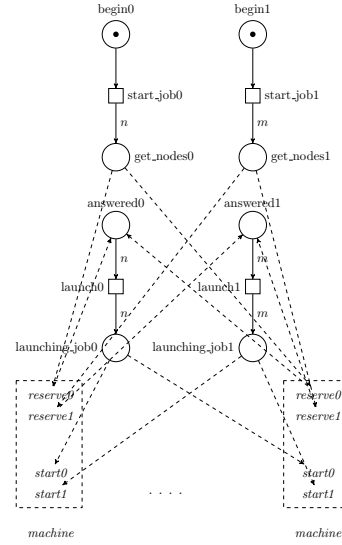 begin0 begin1
start_job0 start_job1
n m
get_nodes0 get_nodes1
answered0 answered1
n m
launch0 launch1
n m
launching_job0 launching_job1
reserve0 reserve0
reserve1 reserve1
start0 start0
start1 . . . . start1
machine machine